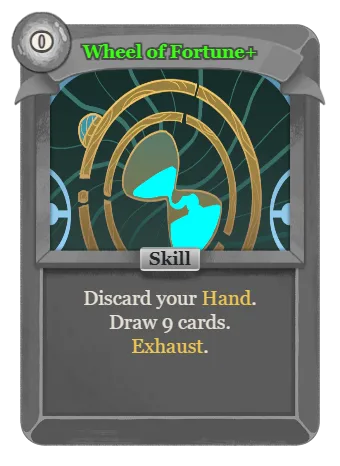 0
Wheel of Fortune+
Skill
Discard your Hand.
Draw 9 cards.
Exhaust.